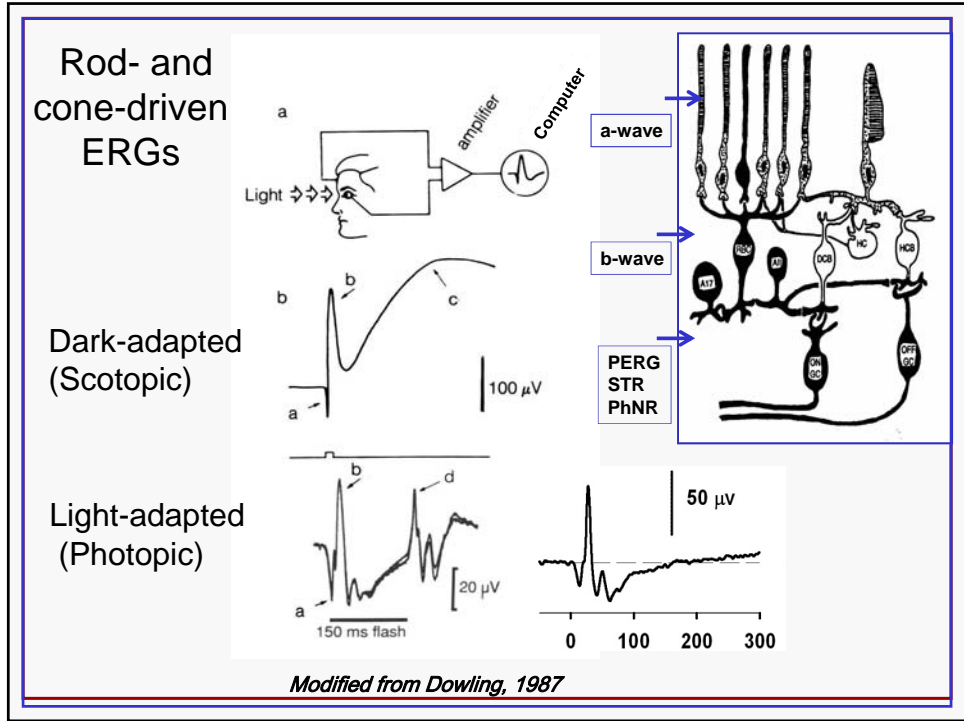 Rod- and
cone-driven
ERGs
a
Light
amplifier
Computer
b
Dark-adapted
(Scotopic)
b
c
a
100 µV
Light-adapted
(Photopic)
b
d
a
20 µV
150 ms flash
50 µv
0 100 200 300
a-wave
b-wave
PERG
STR
PhNR
RBC
A17
AII
DCB
HC
HCB
ON
GC
OFF
GC
Modified from Dowling, 1987